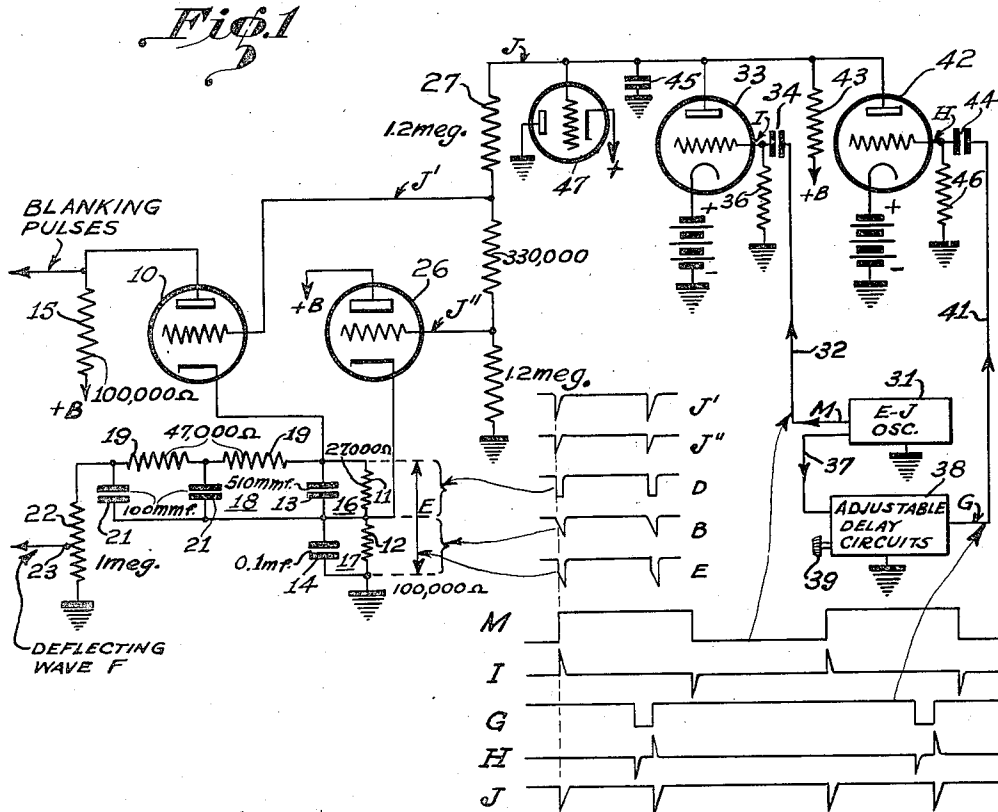 Fig. 1
J
27
1.2meg.
45
33
34
I
43
42
H
44
47
+
36
+
-
+B
46
+
-
J'
BLANKING
PULSES
10
26
330,000
+B
J"
15
100,000Ω
+B
1.2meg.
32
41
31
M
E-J
OSC.
37
38
ADJUSTABLE
DELAY
CIRCUITS
G
39
19
47,000Ω
19
27000Ω
510mmf.
13
16
11
E
100mmf.
18
21
21
22
23
1meg.
12
0.1mf.
14
17
100,000Ω
DEFLECTING
WAVE F
J'
J"
D
B
E
M
I
G
H
J